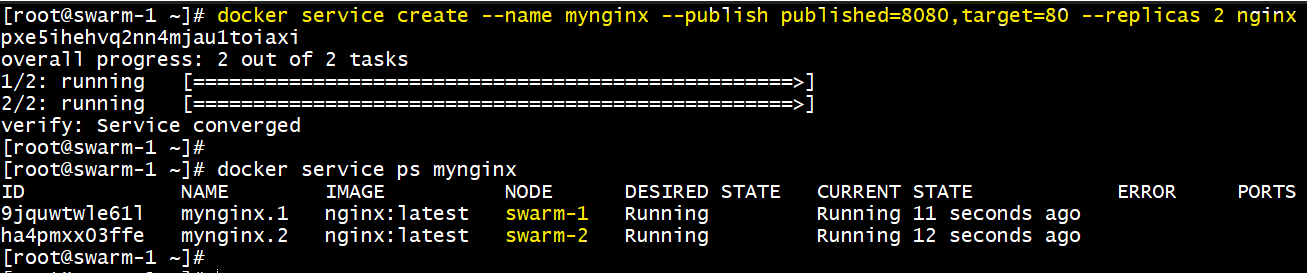 [root@swarm-1 ~]# docker service create --name mynginx --publish published=8080,target=80 --replicas 2 nginx
pxe5ihehvq2nn4mjau1toiaxi
overall progress: 2 out of 2 tasks
1/2: running   [==================================================>]
2/2: running   [==================================================>]
verify: Service converged
[root@swarm-1 ~]#
[root@swarm-1 ~]# docker service ps mynginx
ID             NAME        IMAGE          NODE      DESIRED STATE   CURRENT STATE            ERROR     PORTS
9jquwtwle61l   mynginx.1   nginx:latest   swarm-1   Running         Running 11 seconds ago
ha4pmxx03ffe   mynginx.2   nginx:latest   swarm-2   Running         Running 12 seconds ago
[root@swarm-1 ~]#